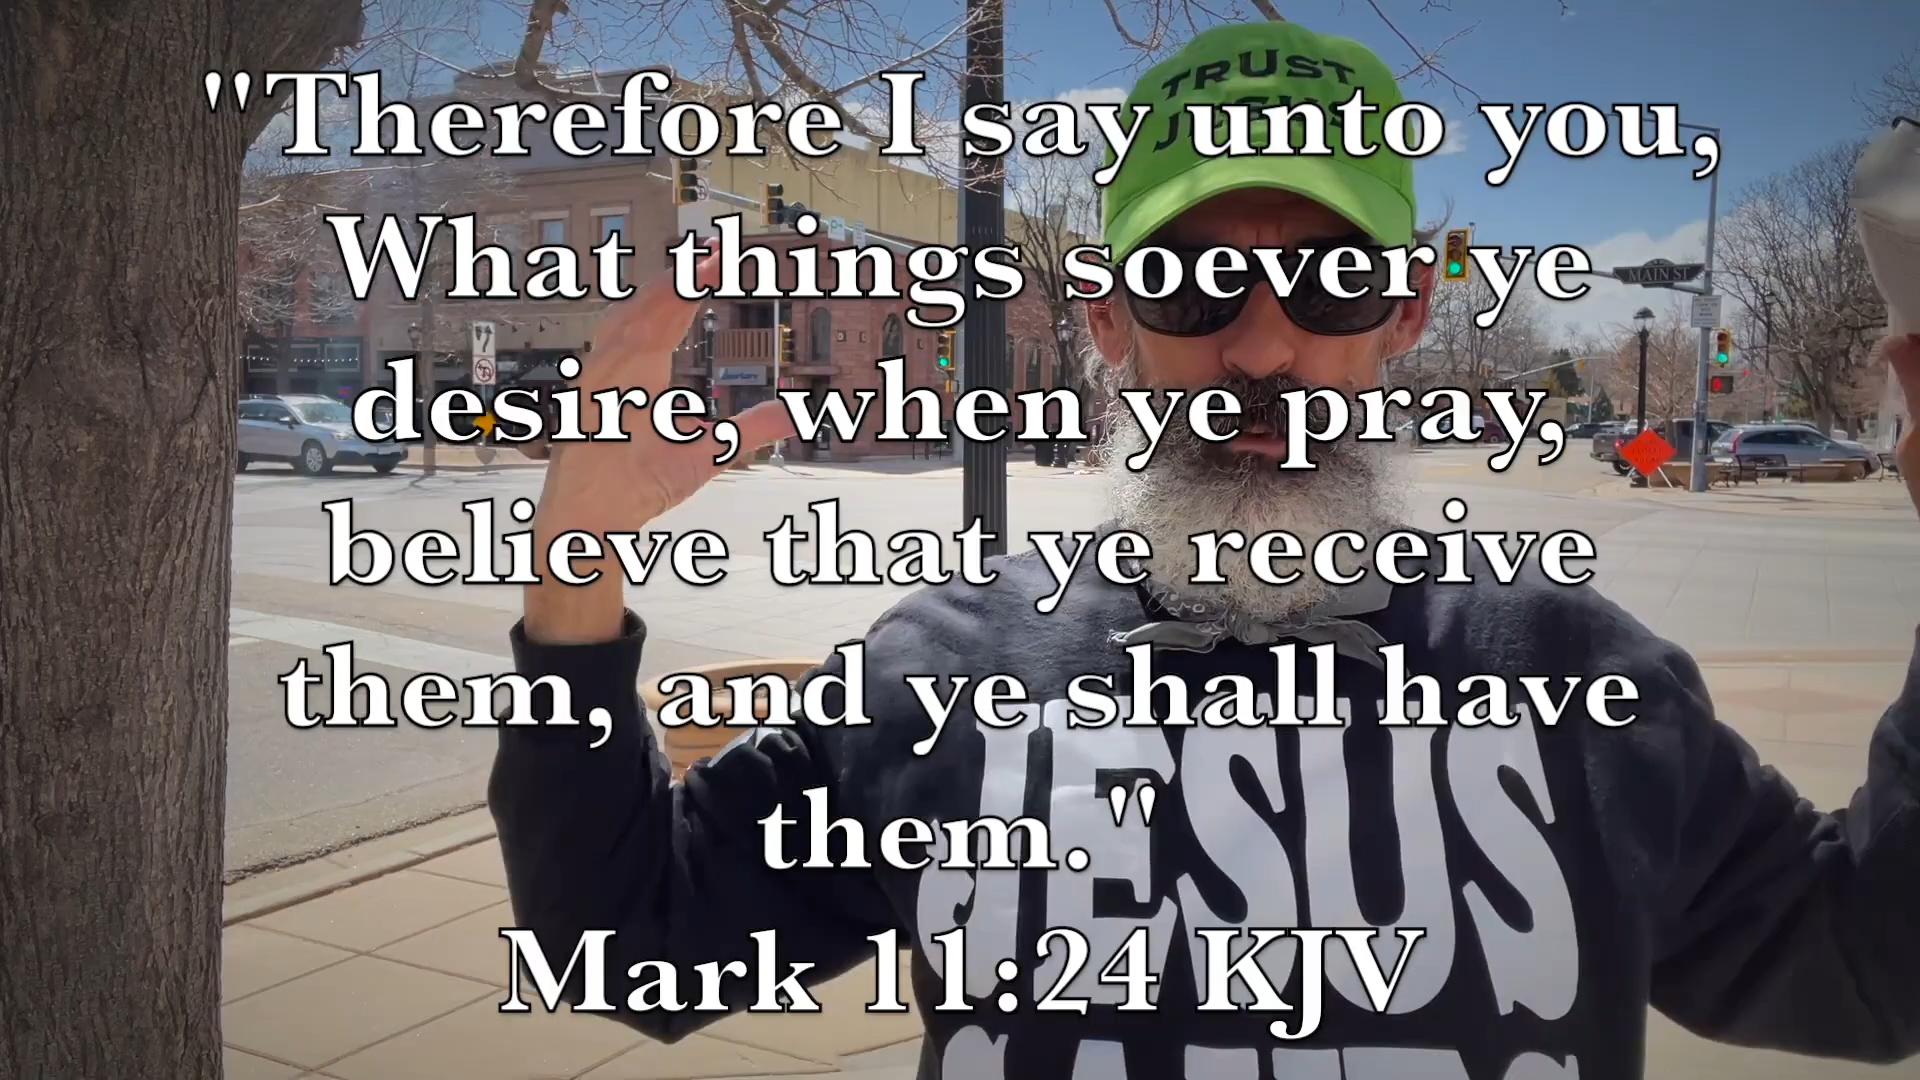 "Therefore I say unto you,
What things soever ye
desire, when ye pray,
believe that ye receive
them, and ye shall have
them."
Mark 11:24 KJV
TRUST
JESUS
MAIN ST
JESUS